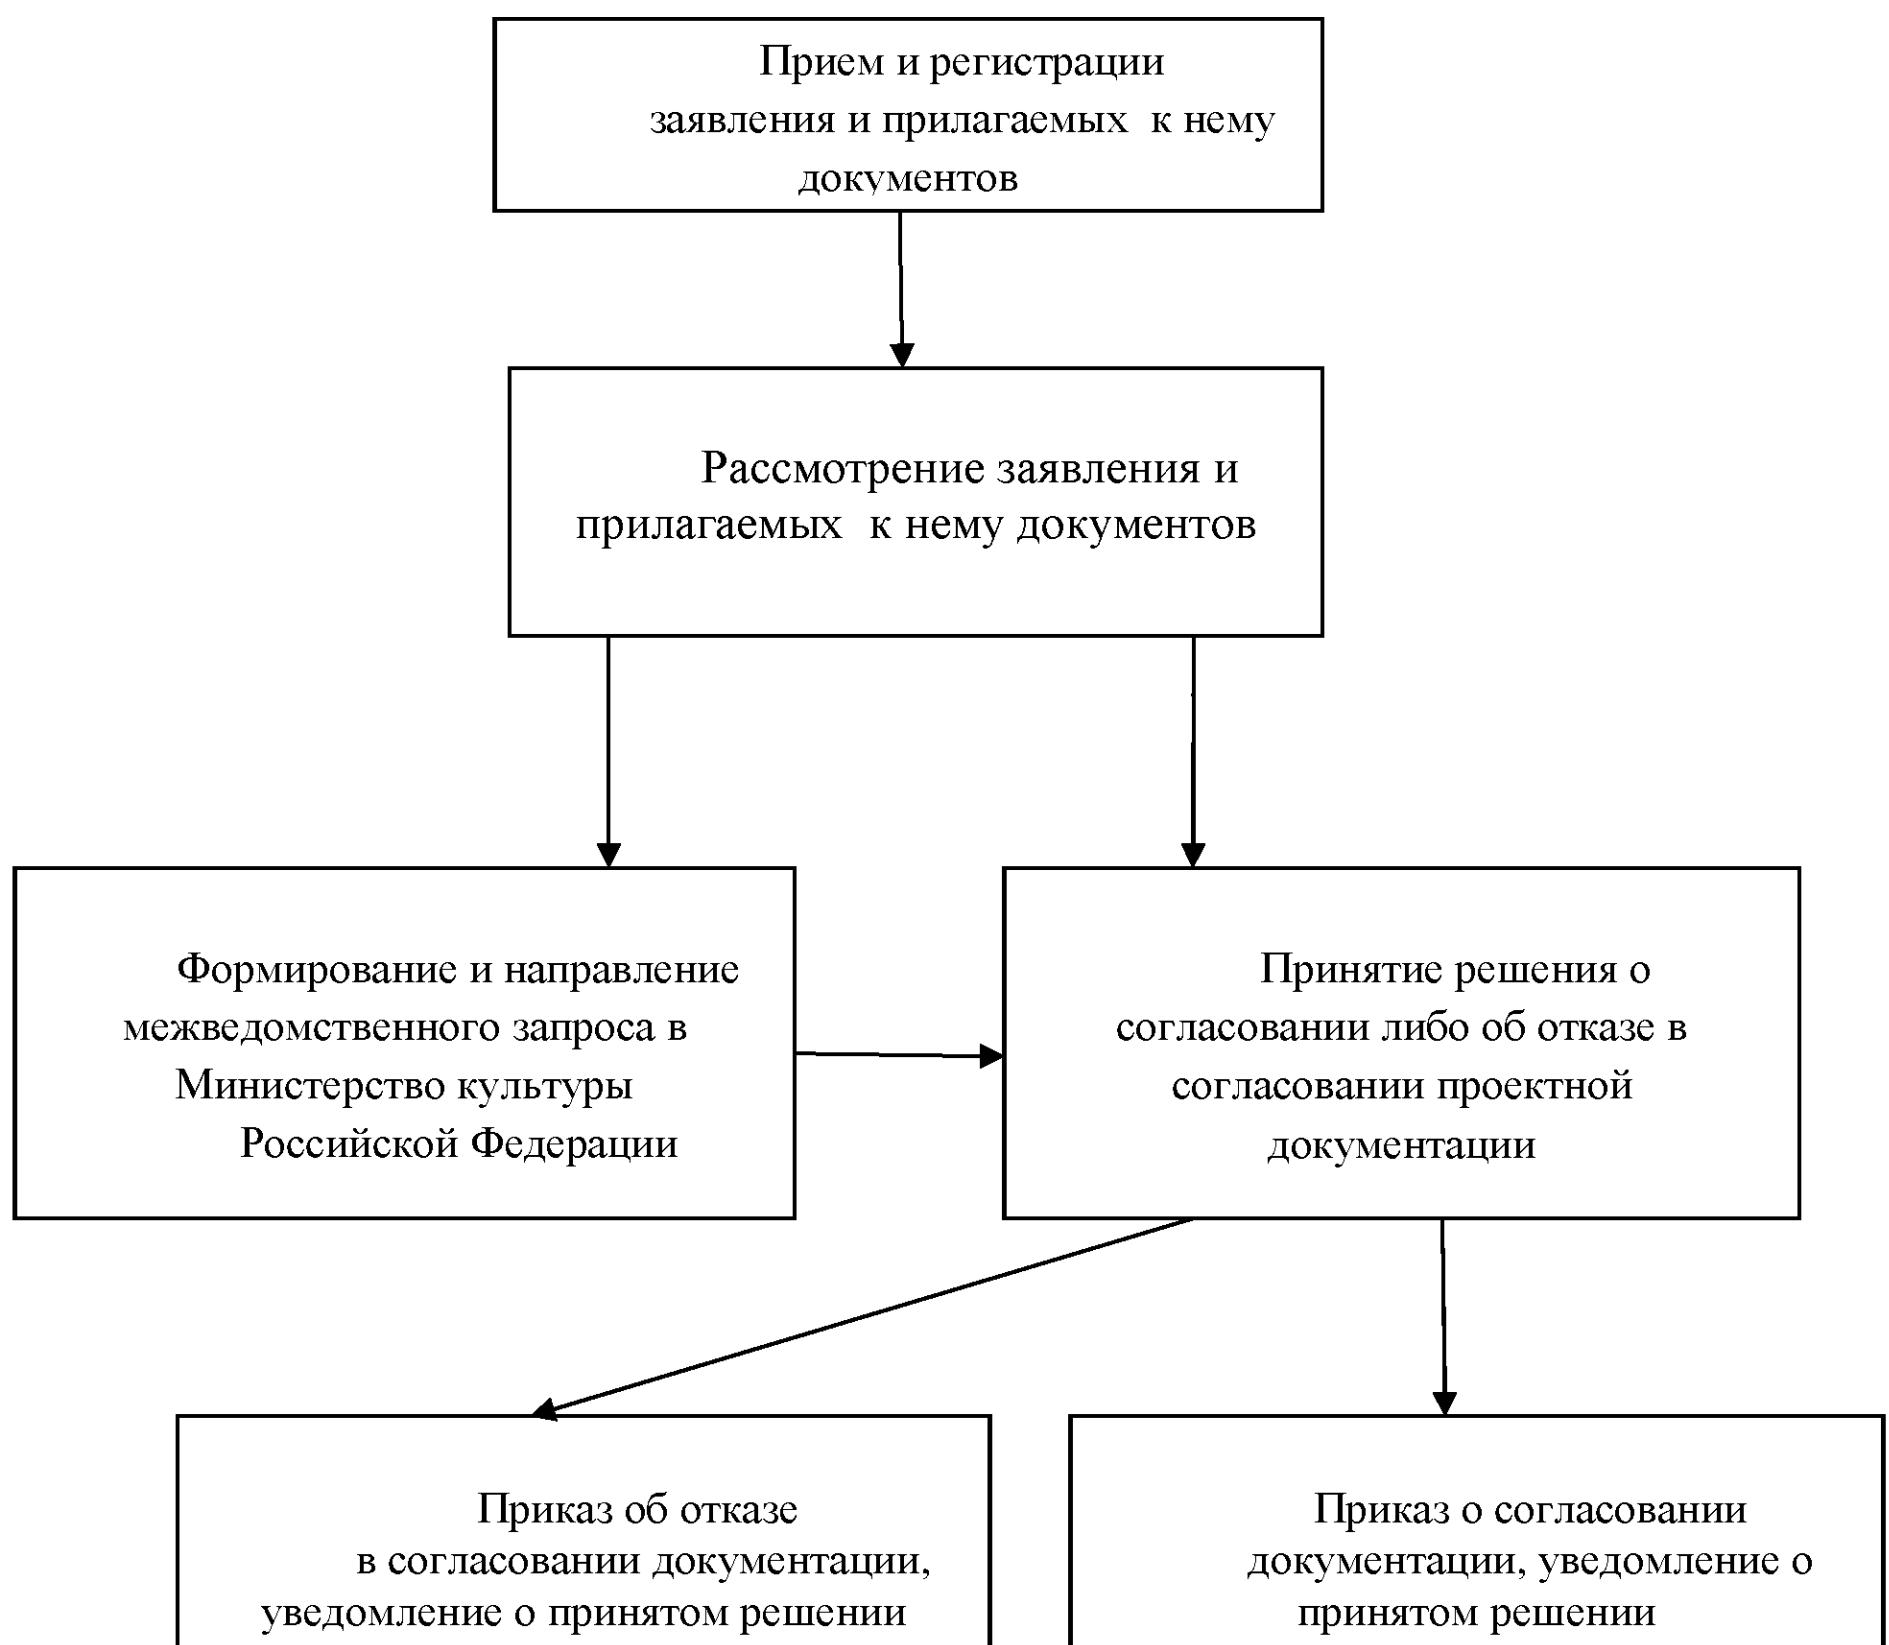 Прием и регистрации
заявления и прилагаемых к нему
документов
Рассмотрение заявления и
прилагаемых к нему документов
Формирование и направление
межведомственного запроса в
Министерство культуры
Российской Федерации
Принятие решения о
согласовании либо об отказе в
согласовании проектной
документации
Приказ об отказе
в согласовании документации,
уведомление о принятом решении
Приказ о согласовании
документации, уведомление о
принятом решении